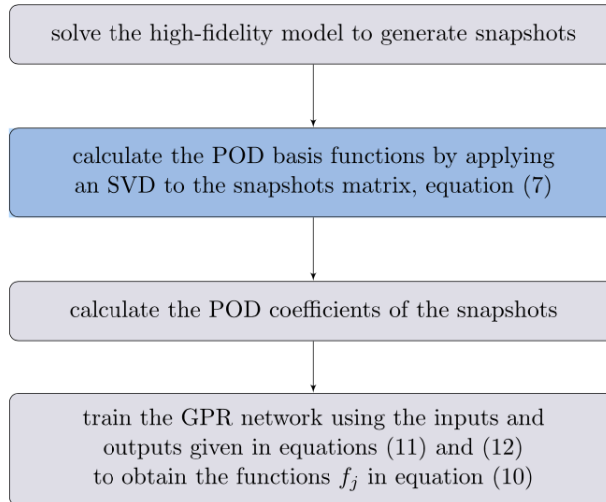 solve the high-fidelity model to generate snapshots
calculate the POD basis functions by applying
an SVD to the snapshots matrix, equation (7)
calculate the POD coefficients of the snapshots
train the GPR network using the inputs and
outputs given in equations (11) and (12)
to obtain the functions f_j in equation (10)